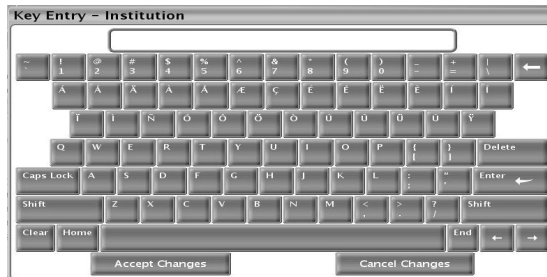 Key Entry – Institution
~ ! @ # $ % ^ & * ( ) _ + |
` 1 2 3 4 5 6 7 8 9 0 - = \ ←
Q W E R T Y U I O P { } Delete
[ ]
Caps Lock A S D F G H J K L : " Enter ←
; '
Shift Z X C V B N M < > ? Shift
, . /
Clear Home End ← →
Accept Changes Cancel Changes